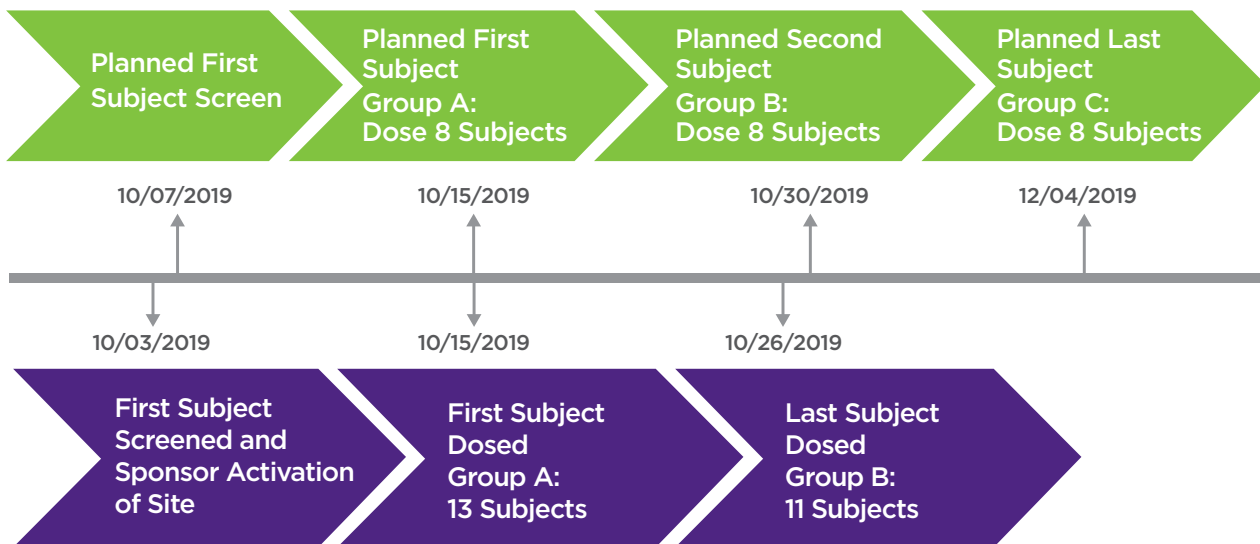 Planned First
Subject Screen
Planned First
Subject
Group A:
Dose 8 Subjects
Planned Second
Subject
Group B:
Dose 8 Subjects
Planned Last
Subject
Group C:
Dose 8 Subjects
10/07/2019
10/15/2019
10/30/2019
12/04/2019
10/03/2019
10/15/2019
10/26/2019
First Subject
Screened and
Sponsor Activation
of Site
First Subject
Dosed
Group A:
13 Subjects
Last Subject
Dosed
Group B:
11 Subjects